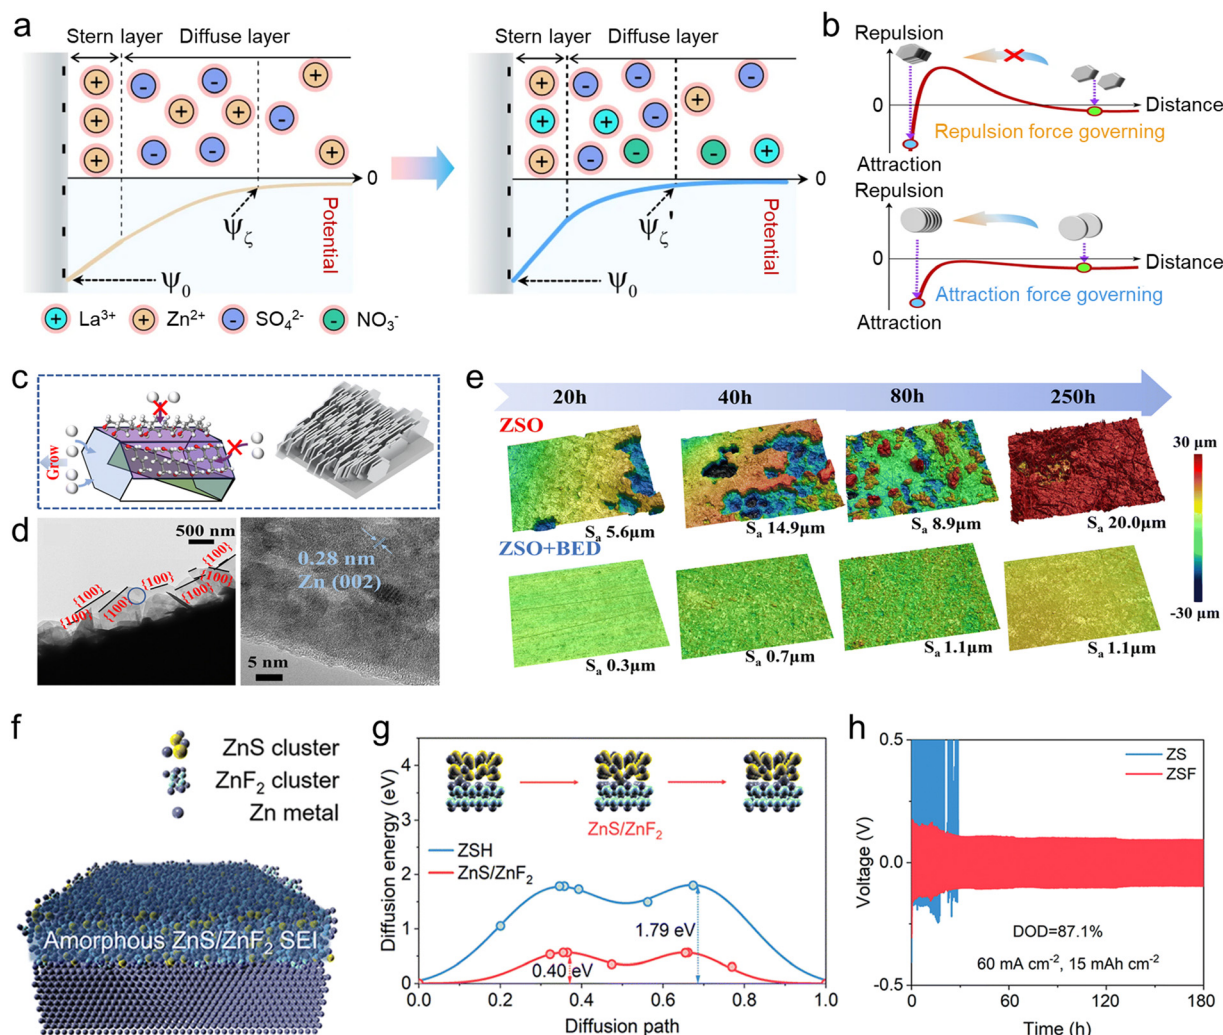 a
Stern layer
Diffuse layer
Stern layer
Diffuse layer
0
0
Ψζ
Ψζ'
Potential
Potential
Ψ0
Ψ0
La³⁺
Zn²⁺
SO₄²⁻
NO₃⁻
b
Repulsion
0
Distance
Repulsion force governing
Attraction
Repulsion
0
Distance
Attraction force governing
Attraction
c
Grow
d
500 nm
{100}
{100}
{100}
{100}
{100}
{100}
{100}
{100}
0.28 nm
Zn (002)
5 nm
e
20h
40h
80h
250h
ZSO
Sa 5.6μm
Sa 14.9μm
Sa 8.9μm
Sa 20.0μm
ZSO+BED
Sa 0.3μm
Sa 0.7μm
Sa 1.1μm
Sa 1.1μm
30 μm
-30 μm
f
ZnS cluster
ZnF₂ cluster
Zn metal
Amorphous ZnS/ZnF₂ SEI
g
Diffusion energy (eV)
4
3
2
1
0
ZnS/ZnF₂
ZSH
ZnS/ZnF₂
1.79 eV
0.40 eV
0.0
0.2
0.4
0.6
0.8
1.0
Diffusion path
h
Voltage (V)
0.5
0.0
-0.5
ZS
ZSF
DOD=87.1%
60 mA cm⁻², 15 mAh cm⁻²
0
60
120
180
Time (h)